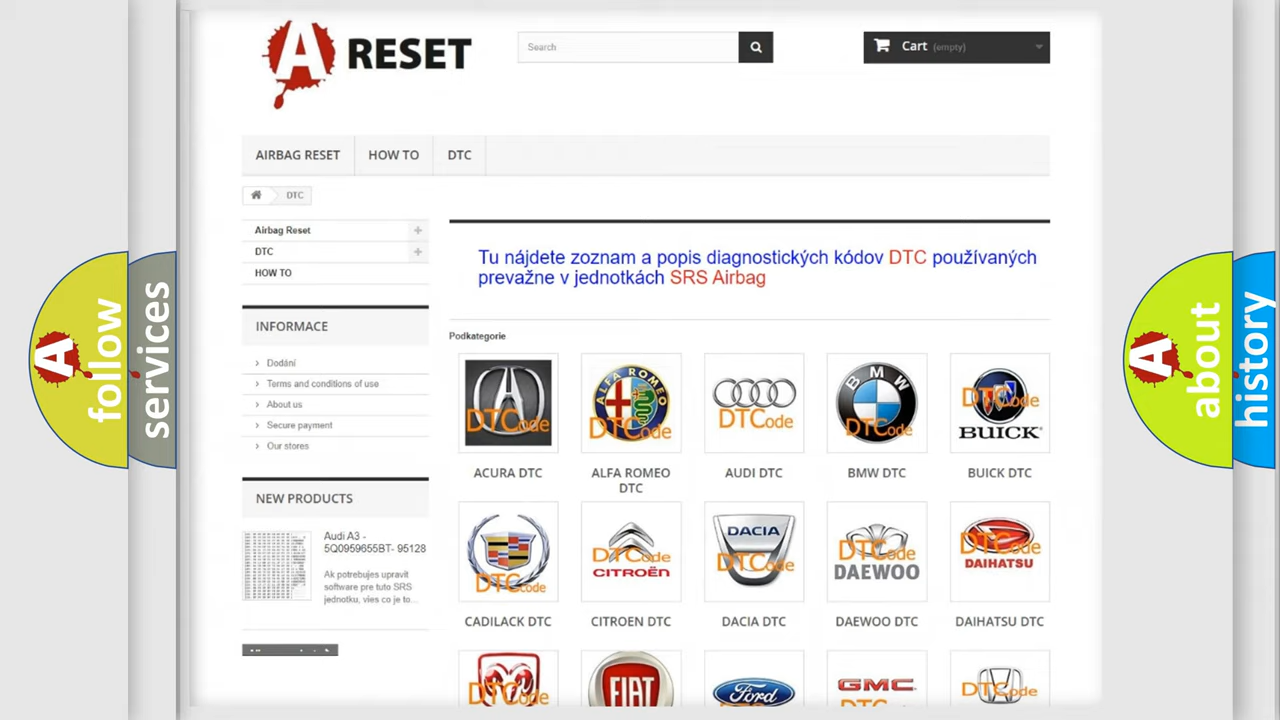 A RESET
Search
Cart (empty)
AIRBAG RESET
HOW TO
DTC
DTC
Airbag Reset
DTC
HOW TO
Tu nájdete zoznam a popis diagnostických kódov DTC používaných
prevažne v jednotkách SRS Airbag
INFORMACE
Dodání
Terms and conditions of use
About us
Secure payment
Our stores
NEW PRODUCTS
Audi A3 -
5Q0959655BT- 95128
Ak potrebujes upravit
software pre tuto SRS
jednotku, vies co je to...
Podkategorie
DTCode
ALFA ROMEO
DTCode
DTCode
BMW
DTCode
DTCode
BUICK
ACURA DTC
ALFA ROMEO
DTC
AUDI DTC
BMW DTC
BUICK DTC
DTCode
DTCode
CITROËN
DACIA
DTCode
DTCode
DAEWOO
DTCode
DAIHATSU
CADILACK DTC
CITROEN DTC
DACIA DTC
DAEWOO DTC
DAIHATSU DTC
DTCode
FIAT
Ford
GMC
DTCode
A follow
services
A about
history